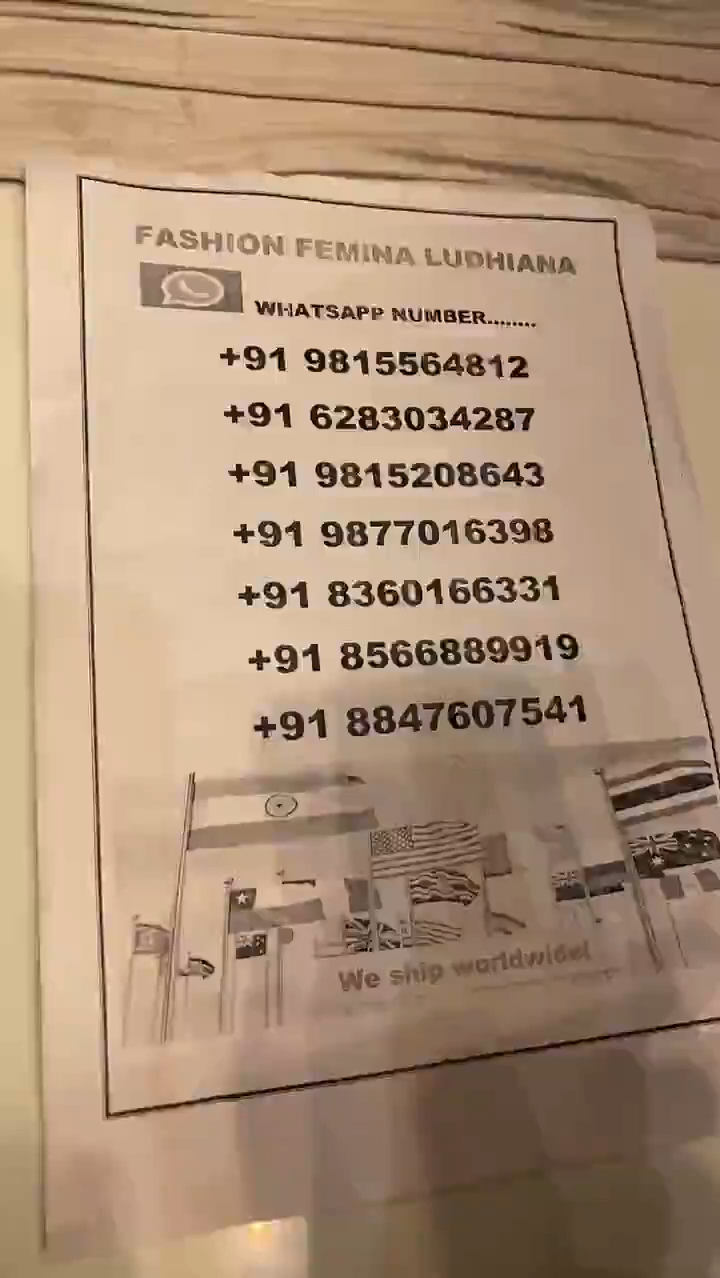 FASHION FEMINA LUDHIANA
WHATSAPP NUMBER........
+91 9815564812
+91 6283034287
+91 9815208643
+91 9877016398
+91 8360166331
+91 8566889919
+91 8847607541
We ship worldwide!